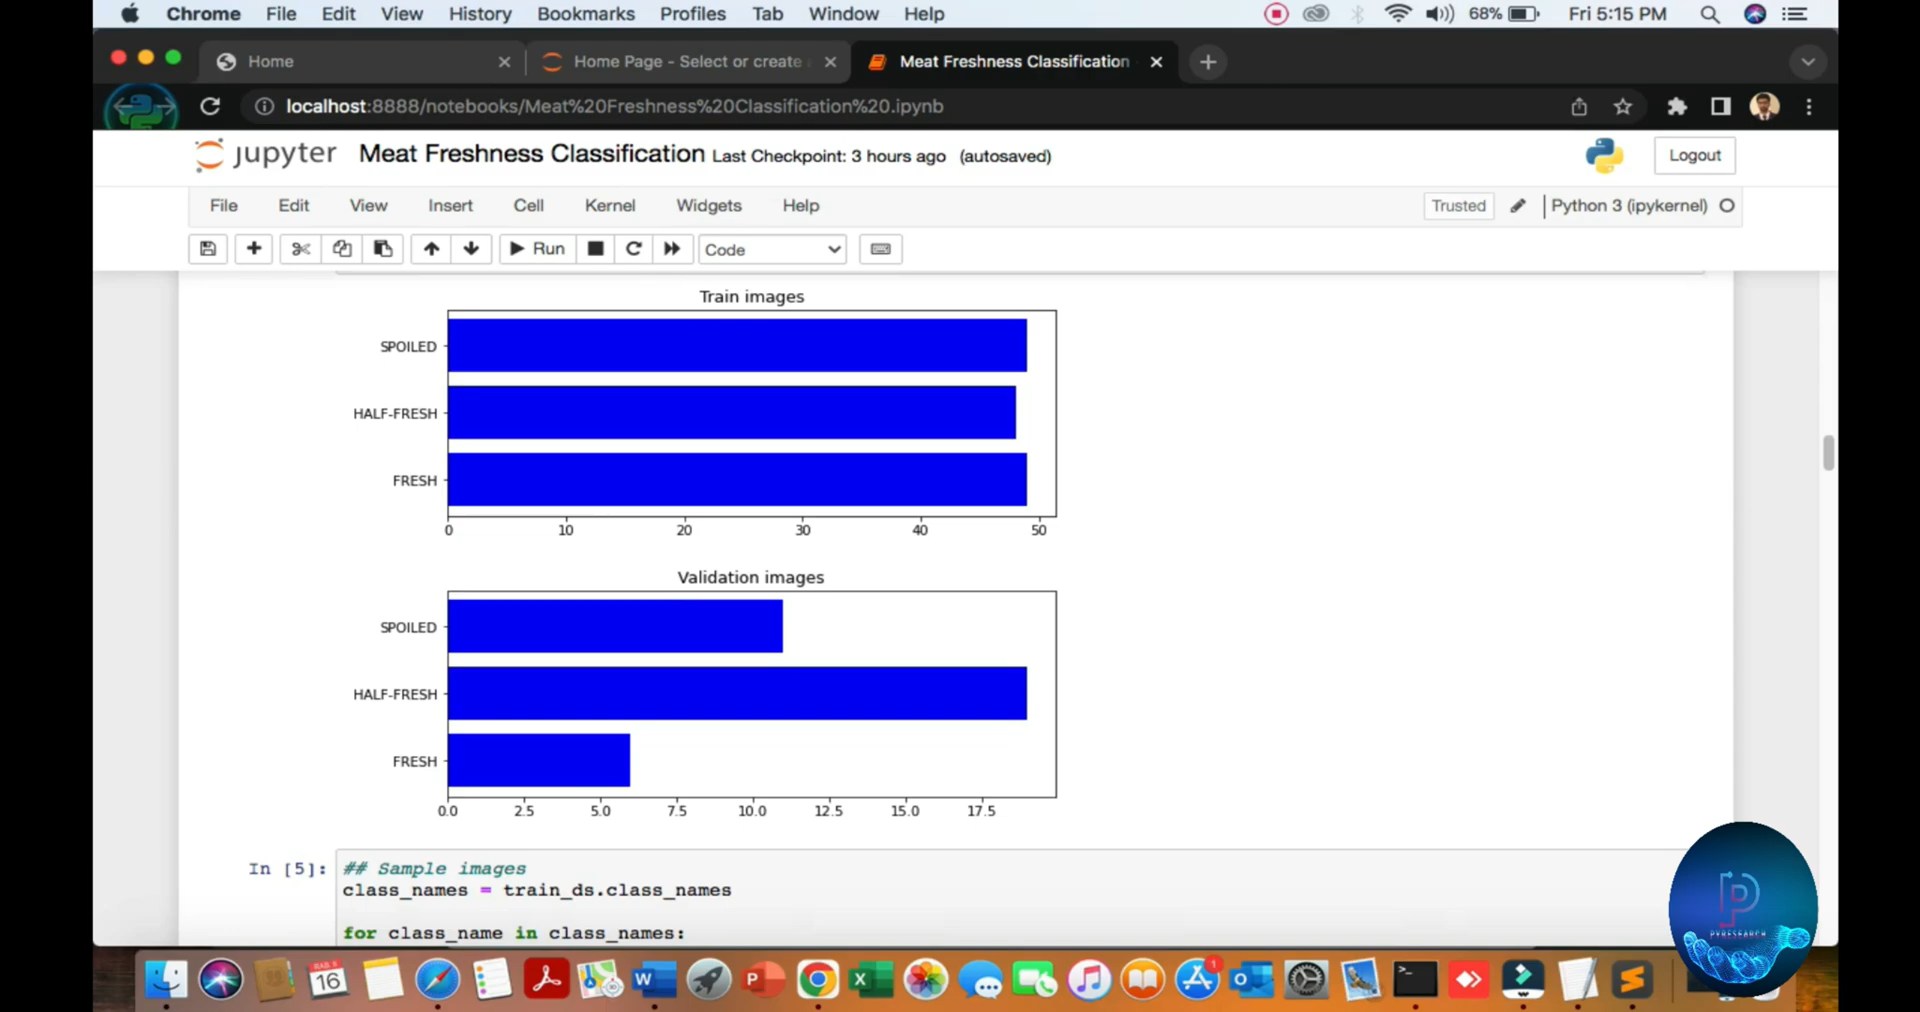 Chrome File Edit View History Bookmarks Profiles Tab Window Help 68% Fri 5:15 PM
Home Home Page - Select or create a Meat Freshness Classification
localhost:8888/notebooks/Meat%20Freshness%20Classification%20.ipynb
jupyter Meat Freshness Classification Last Checkpoint: 3 hours ago (autosaved) Logout
File Edit View Insert Cell Kernel Widgets Help Trusted Python 3 (ipykernel)
Run Code
Train images
SPOILED
HALF-FRESH
FRESH
0 10 20 30 40 50
Validation images
SPOILED
HALF-FRESH
FRESH
0.0 2.5 5.0 7.5 10.0 12.5 15.0 17.5
In [5]: ## Sample images
class_names = train_ds.class_names
for class_name in class_names:
PYRESEARCH
16
1